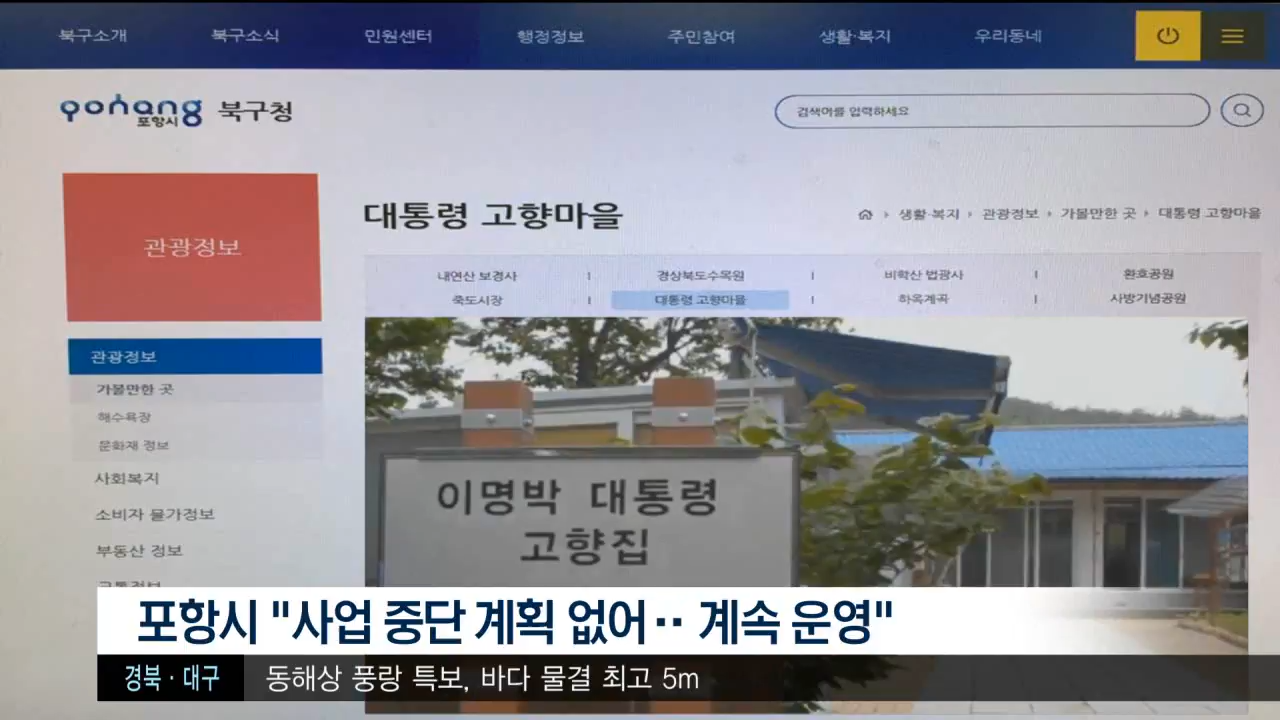 북구소개 북구소식 민원센터 행정정보 주민참여 생활·복지 우리동네
pohang 포항시 북구청
검색어를 입력하세요
관광정보
대통령 고향마을
생활·복지 관광정보 가볼만한 곳 대통령 고향마을
내연산 보경사 경상북도수목원 비학산 법광사 환호공원
죽도시장 대통령 고향마을 하옥계곡 사방기념공원
관광정보
가볼만한 곳
해수욕장
문화재 정보
사회복지
소비자 물가정보
부동산 정보
교통정보
이명박 대통령
고향집
포항시 "사업 중단 계획 없어‥ 계속 운영"
경북·대구 동해상 풍랑 특보, 바다 물결 최고 5m